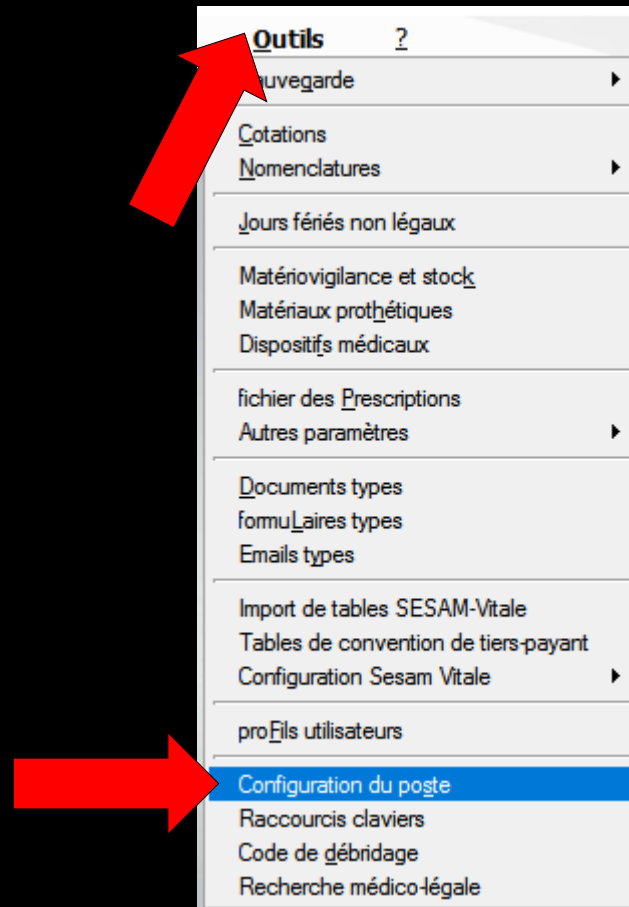 Outils ?
auvegarde
Cotations
Nomenclatures
Jours fériés non légaux
Matériovigilance et stock
Matériaux prothétiques
Dispositifs médicaux
fichier des Prescriptions
Autres paramètres
Documents types
formuLaires types
Emails types
Import de tables SESAM-Vitale
Tables de convention de tiers-payant
Configuration Sesam Vitale
proFils utilisateurs
Configuration du poste
Raccourcis claviers
Code de débridage
Recherche médico-légale